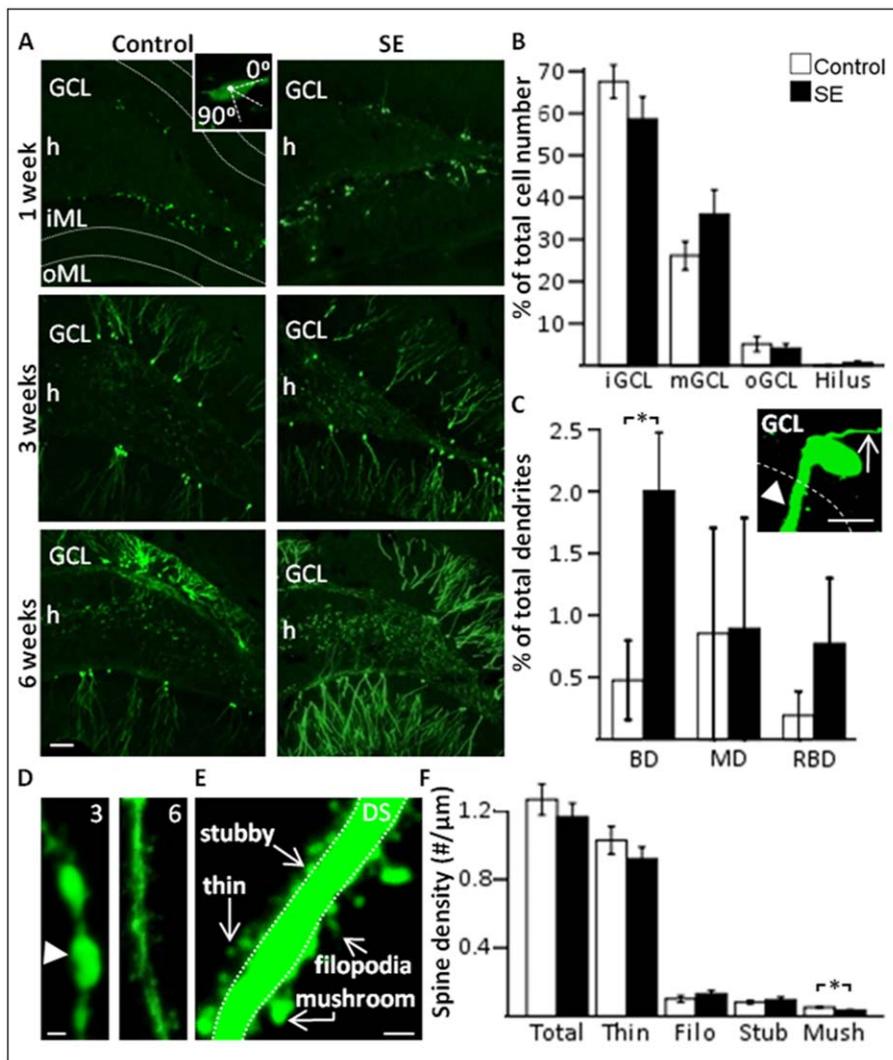 A
Control
SE
GCL
0°
90°
h
iML
oML
1 week
GCL
h
3 weeks
GCL
h
6 weeks
GCL
h
GCL
h
GCL
h
B
Control
SE
% of total cell number
70
60
50
40
30
20
10
iGCL mGCL oGCL Hilus
C
GCL
% of total dendrites
2.5
2.0
1.5
1.0
0.5
*
BD MD RBD
D
3
6
E
DS
stubby
thin
filopodia
mushroom
F
Spine density (#/μm)
1.2
0.8
0.4
*
Total Thin Filo Stub Mush